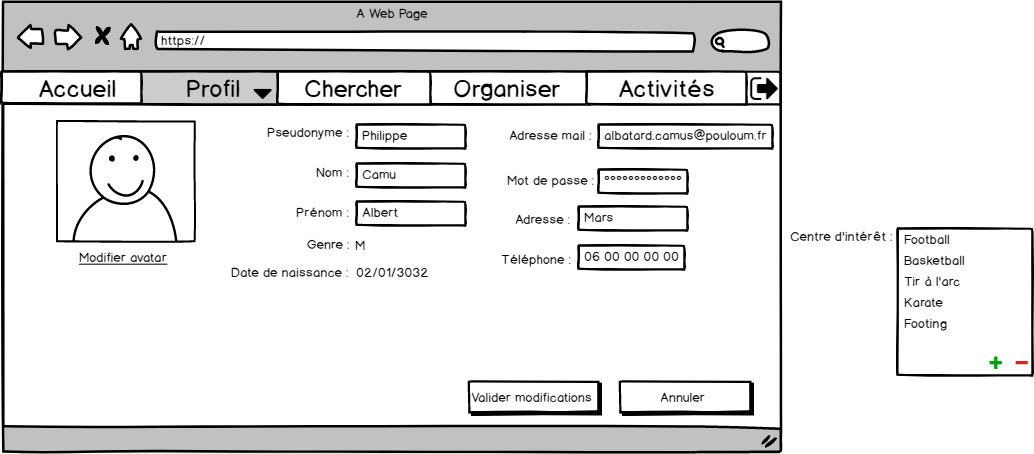 A Web Page
https://
Accueil Profil Chercher Organiser Activités
Pseudonyme : Philippe
Nom : Camu
Prénom : Albert
Genre : M
Date de naissance : 02/01/3032
Modifier avatar
Adresse mail : albatard.camus@pouloum.fr
Mot de passe : °°°°°°°°°°°°°
Adresse : Mars
Téléphone : 06 00 00 00 00
Valider modifications Annuler
Centre d'intérêt :
Football
Basketball
Tir à l'arc
Karate
Footing